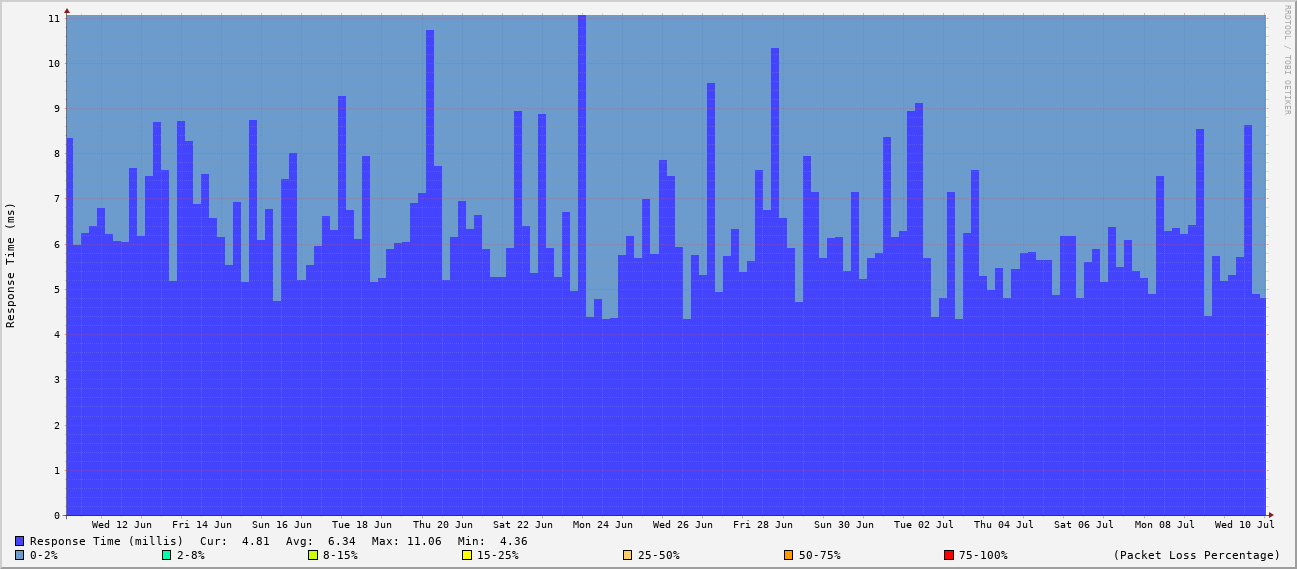 RRDTOOL / TOBI OETIKER
Response Time (ms)
11
10
9
8
7
6
5
4
3
2
1
0
Wed 12 Jun Fri 14 Jun Sun 16 Jun Tue 18 Jun Thu 20 Jun Sat 22 Jun Mon 24 Jun Wed 26 Jun Fri 28 Jun Sun 30 Jun Tue 02 Jul Thu 04 Jul Sat 06 Jul Mon 08 Jul Wed 10 Jul
Response Time (millis) Cur: 4.81 Avg: 6.34 Max: 11.06 Min: 4.36
0-2% 2-8% 8-15% 15-25% 25-50% 50-75% 75-100% (Packet Loss Percentage)